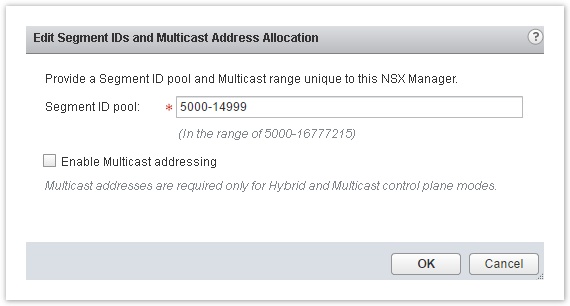 Edit Segment IDs and Multicast Address Allocation ?
Provide a Segment ID pool and Multicast range unique to this NSX Manager.
Segment ID pool: * 5000-14999
(In the range of 5000-16777215)
Enable Multicast addressing
Multicast addresses are required only for Hybrid and Multicast control plane modes.
OK Cancel